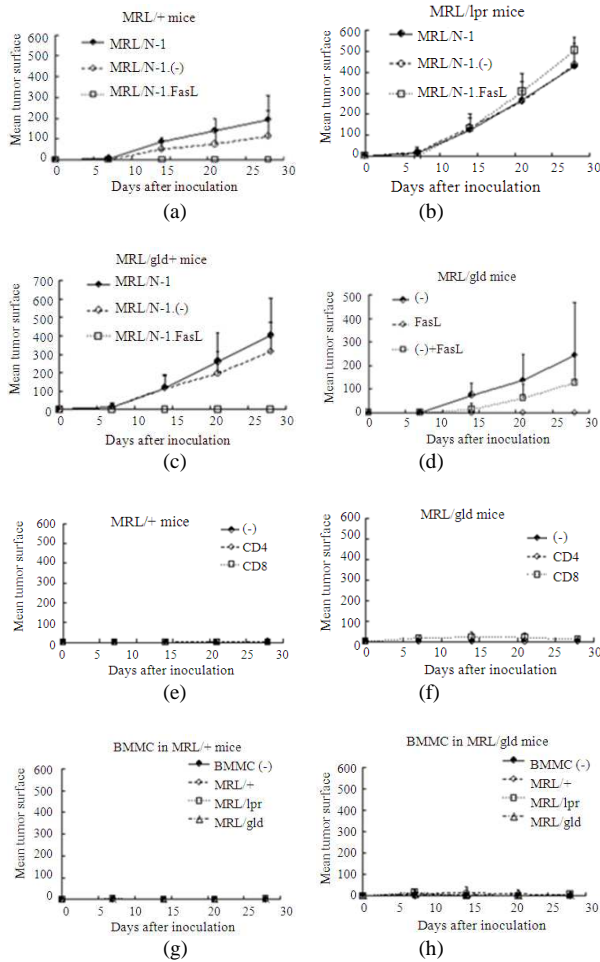 MRL/+ mice
Mean tumor surface
600
500
400
300
200
100
0
MRL/N-1
MRL/N-1.(-)
MRL/N-1.FasL
0 5 10 15 20 25 30
Days after inoculation
(a)
MRL/lpr mice
Mean tumor surface
600
500
400
300
200
100
0
MRL/N-1
MRL/N-1.(-)
MRL/N-1.FasL
0 5 10 15 20 25 30
Days after inoculation
(b)
MRL/gld+ mice
Mean tumor surface
700
600
500
400
300
200
100
0
MRL/N-1
MRL/N-1.(-)
MRL/N-1.FasL
0 5 10 15 20 25 30
Days after inoculation
(c)
MRL/gld mice
Mean tumor surface
500
400
300
200
100
0
(-)
FasL
(-)+FasL
0 5 10 15 20 25 30
Days after inoculation
(d)
MRL/+ mice
Mean tumor surface
600
500
400
300
200
100
0
(-)
CD4
CD8
0 5 10 15 20 25 30
Days after inoculation
(e)
MRL/gld mice
Mean tumor surface
600
500
400
300
200
100
0
(-)
CD4
CD8
0 5 10 15 20 25 30
Days after inoculation
(f)
BMMC in MRL/+ mice
Mean tumor surface
600
500
400
300
200
100
0
BMMC (-)
MRL/+
MRL/lpr
MRL/gld
0 5 10 15 20 25 30
Days after inoculation
(g)
BMMC in MRL/gld mice
Mean tumor surface
600
500
400
300
200
100
0
BMMC (-)
MRL/+
MRL/lpr
MRL/gld
0 5 10 15 20 25 30
Days after inoculation
(h)